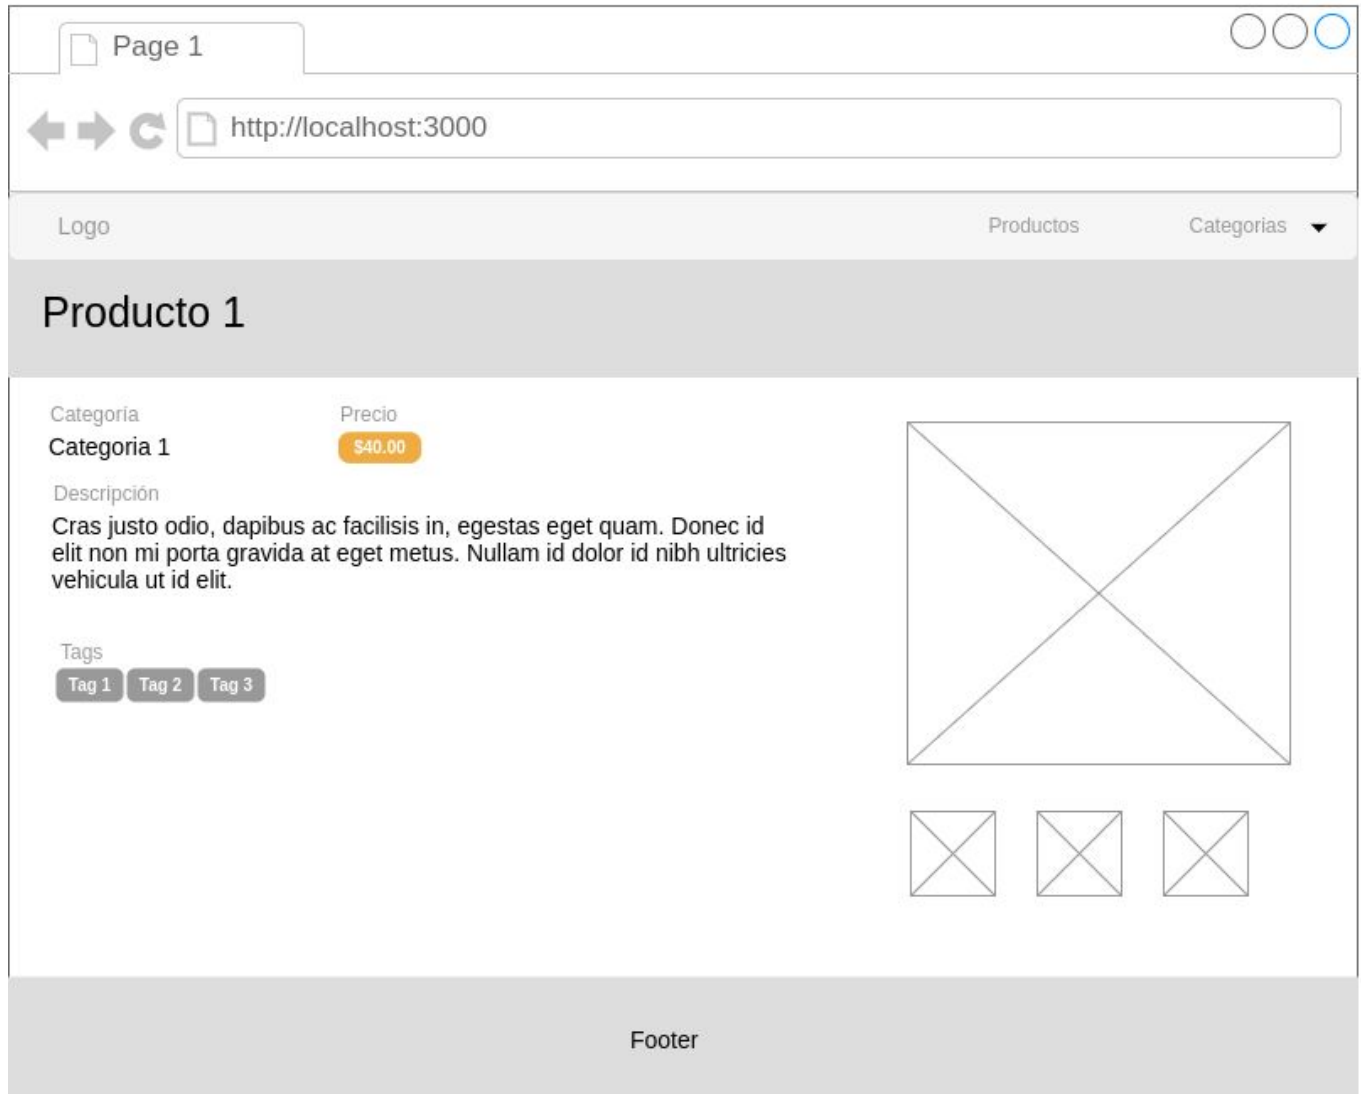 Page 1
http://localhost:3000
Logo
Productos
Categorias
Producto 1
Categoría
Precio
Categoria 1
$40.00
Descripción
Cras justo odio, dapibus ac facilisis in, egestas eget quam. Donec id
elit non mi porta gravida at eget metus. Nullam id dolor id nibh ultricies
vehicula ut id elit.
Tags
Tag 1 Tag 2 Tag 3
Footer